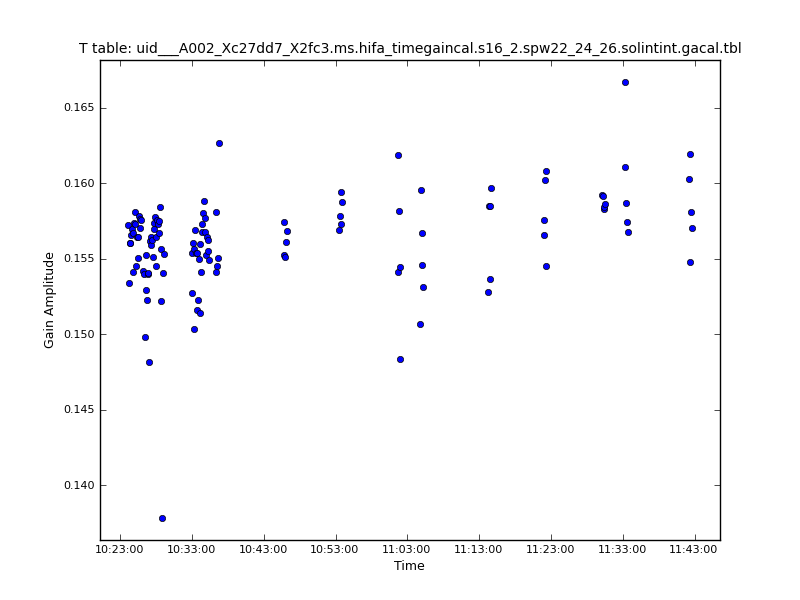 T table: uid___A002_Xc27dd7_X2fc3.ms.hifa_timegaincal.s16_2.spw22_24_26.solintint.gacal.tbl
0.165
0.160
0.155
0.150
0.145
0.140
Gain Amplitude
10:23:00 10:33:00 10:43:00 10:53:00 11:03:00 11:13:00 11:23:00 11:33:00 11:43:00
Time